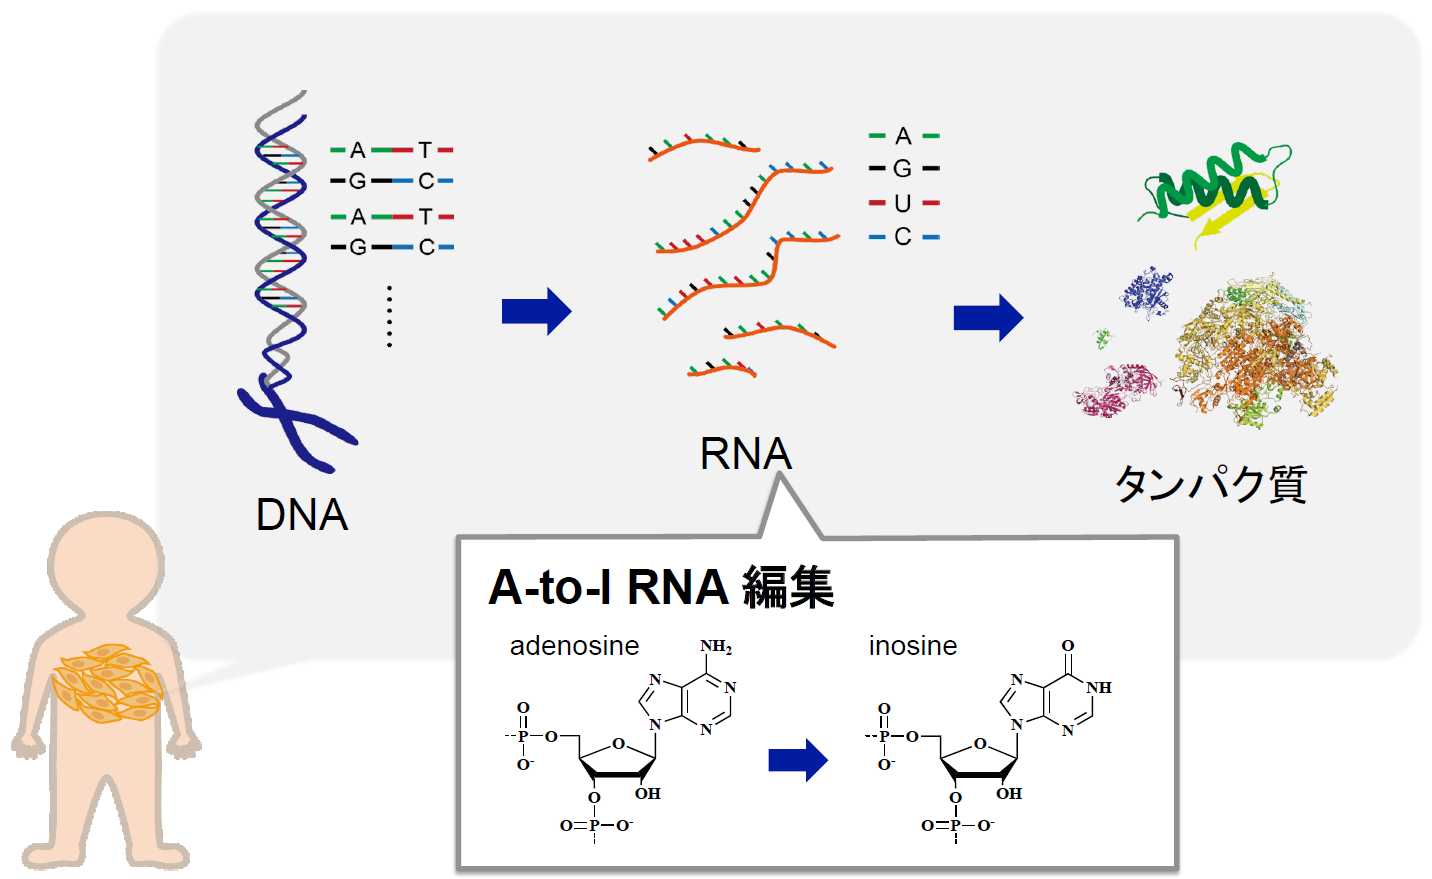 A T
G C
A T
G C
A
G
U
C
DNA
RNA
タンパク質
A-to-I RNA 編集
adenosine
NH₂
N
N
N
N
O
P
O
O⁻
O
OH
O
O=P
O⁻
inosine
O
N
NH
N
N
O
P
O
O⁻
O
OH
O
O=P
O⁻